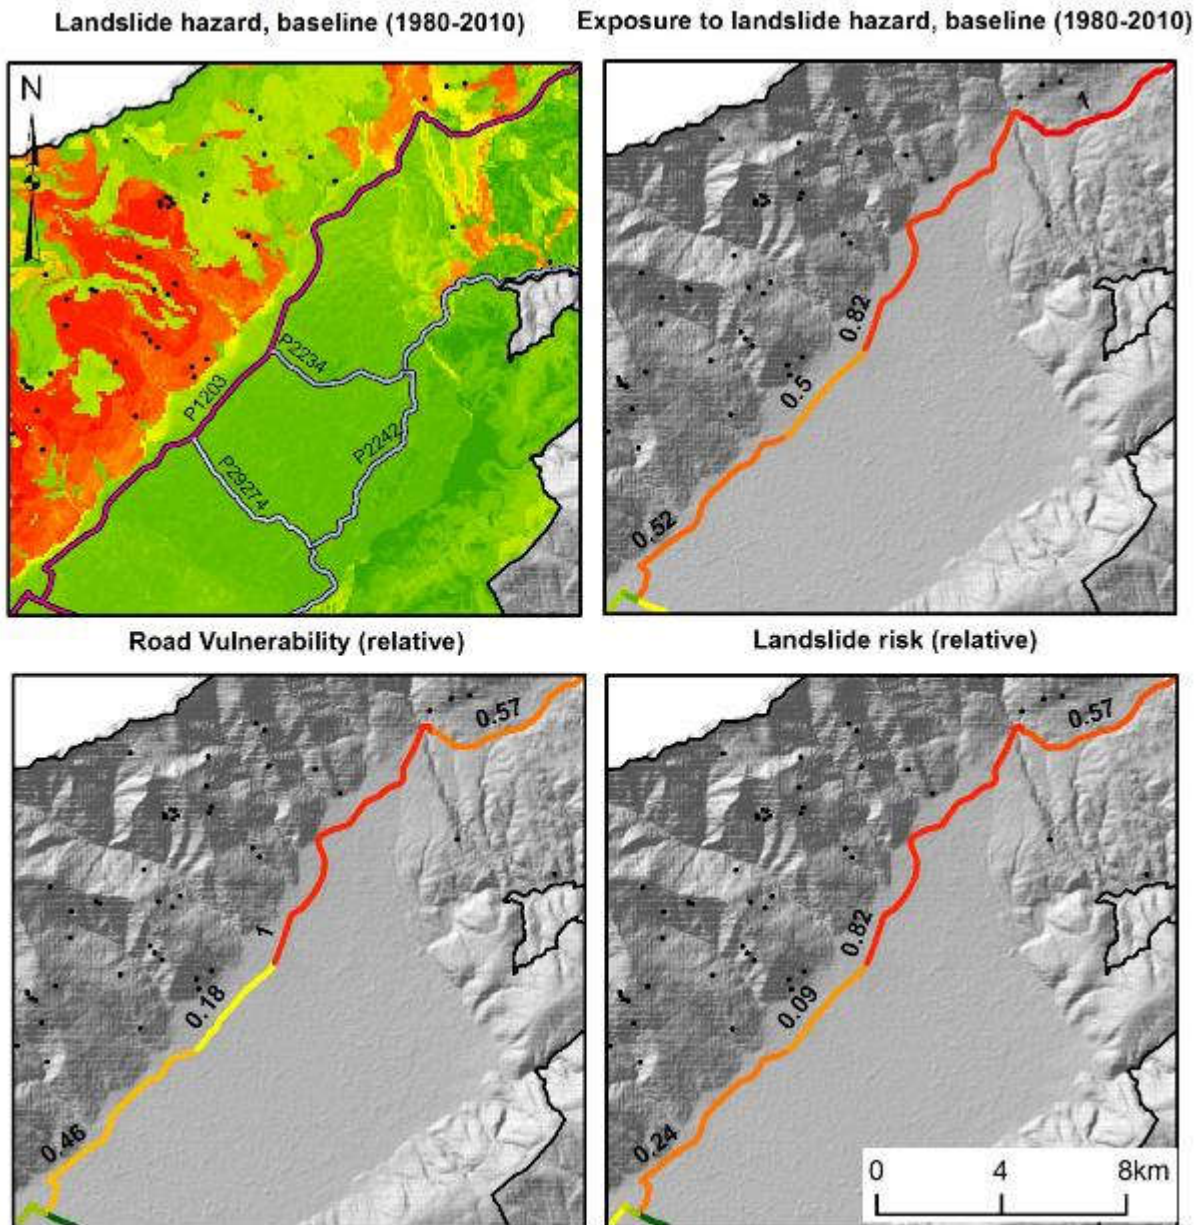 Landslide hazard, baseline (1980-2010)
Exposure to landslide hazard, baseline (1980-2010)
N
P2234
P1203
P2242
P29274
1
0.82
0.5
0.52
Road Vulnerability (relative)
Landslide risk (relative)
0.57
1
0.18
0.46
0.57
0.82
0.09
0.24
0 4 8km